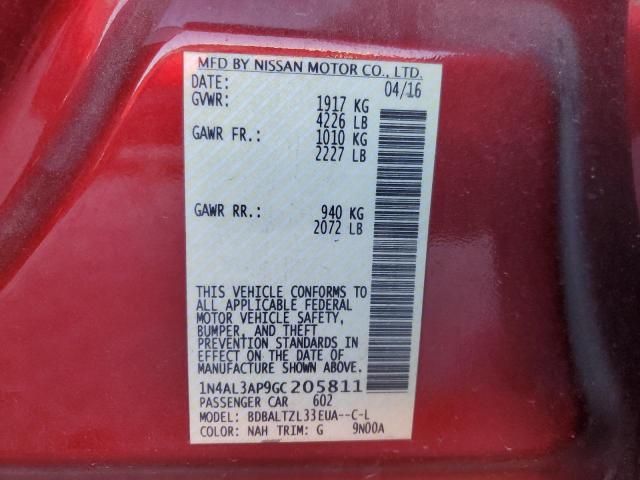 MFD BY NISSAN MOTOR CO., LTD.
DATE: 04/16
GVWR: 1917 KG
4226 LB
GAWR FR.: 1010 KG
2227 LB
GAWR RR.: 940 KG
2072 LB
THIS VEHICLE CONFORMS TO
ALL APPLICABLE FEDERAL
MOTOR VEHICLE SAFETY,
BUMPER, AND THEFT
PREVENTION STANDARDS IN
EFFECT ON THE DATE OF
MANUFACTURE SHOWN ABOVE.
1N4AL3AP9GC205811
PASSENGER CAR 602
MODEL: BDBALTZL33EUA--C-L
COLOR: NAH TRIM: G 9N00A